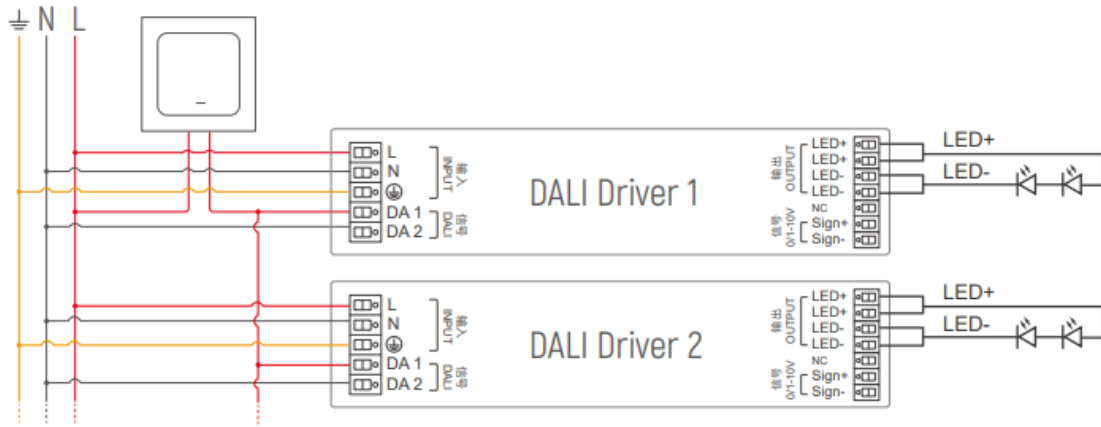 N L
L
N
DA 1
DA 2
输入
INPUT
信号
DALI
DALI Driver 1
输出
OUTPUT
信号
0/1-10V
LED+
LED+
LED-
LED-
NC
Sign+
Sign-
LED+
LED-
L
N
DA 1
DA 2
输入
INPUT
信号
DALI
DALI Driver 2
输出
OUTPUT
信号
0/1-10V
LED+
LED+
LED-
LED-
NC
Sign+
Sign-
LED+
LED-